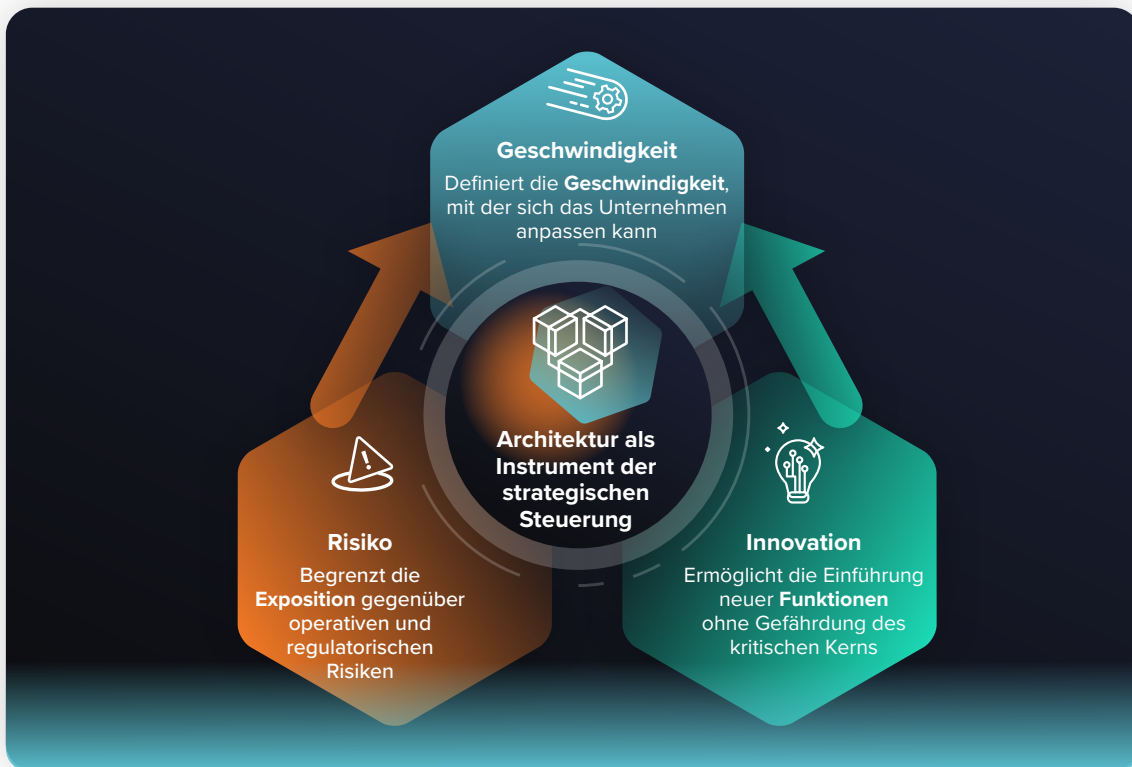 Geschwindigkeit
Definiert die Geschwindigkeit,
mit der sich das Unternehmen
anpassen kann
Architektur als
Instrument der
strategischen
Steuerung
Risiko
Begrenzt die
Exposition gegenüber
operativen und
regulatorischen
Risiken
Innovation
Ermöglicht die Einführung
neuer Funktionen
ohne Gefährdung des
kritischen Kerns